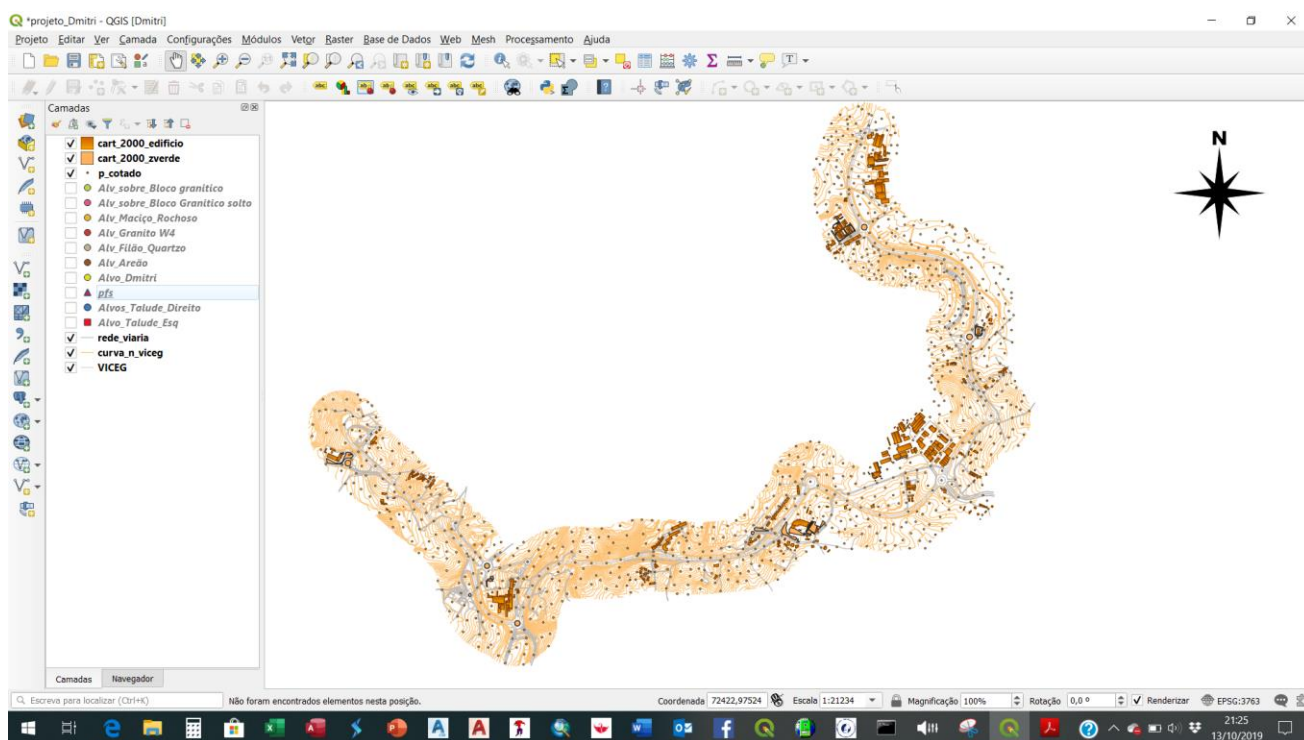 *projeto_Dmitri - QGIS [Dmitri]
Projeto Editar Ver Camada Configurações Módulos Vetor Raster Base de Dados Web Mesh Processamento Ajuda
Camadas
cart_2000_edificio
cart_2000_zverde
p_cotado
Alv_sobre_Bloco granitico
Alv_sobre_Bloco Granitico solto
Alv_Maciço_Rochoso
Alv_Granito W4
Alv_Filão_Quartzo
Alv_Areão
Alvo_Dmitri
pfs
Alvos_Talude_Direito
Alvo_Talude_Esq
rede_viaria
curva_n_viceg
VICEG
N
Camadas Navegador
Escreva para localizar (Ctrl+K) Não foram encontrados elementos nesta posição. Coordenada 72422,97524 Escala 1:21234 Magnificação 100% Rotação 0,0 ° Renderizar EPSG:3763
21:25
13/10/2019